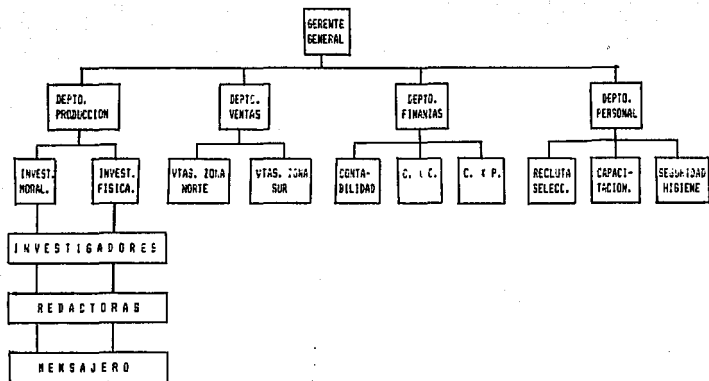 GERENTE
GENERAL
DEPTO.
PRODUCCION
DEPTO.
VENTAS
DEPTO.
FINANZAS
DEPTO.
PERSONAL
INVEST.
MORAL.
INVEST.
FISICA.
VTAS. ZONA
NORTE
VTAS. ZONA
SUR
CONTA-
BILIDAD
C. C.
C. X P.
RECLUTA
SELECC.
CAPACI-
TACION.
SEGURIDAD
HIGIENE
INVESTIGADORES
REDACTORAS
MENSAJERO